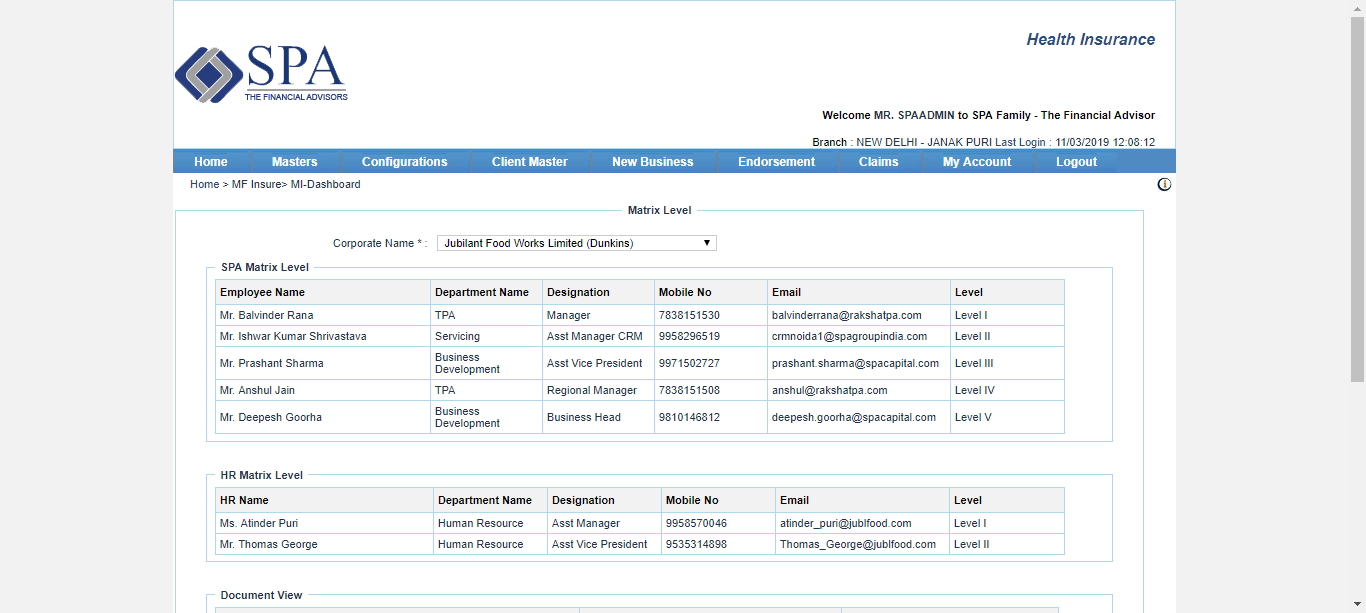 SPA
THE FINANCIAL ADVISORS
Health Insurance
Welcome MR. SPAADMIN to SPA Family - The Financial Advisor
Branch : NEW DELHI - JANAK PURI Last Login : 11/03/2019 12:08:12
Home Masters Configurations Client Master New Business Endorsement Claims My Account Logout
Home > MF Insure> MI-Dashboard
Matrix Level
Corporate Name * : Jubilant Food Works Limited (Dunkins)
SPA Matrix Level
Employee Name Department Name Designation Mobile No Email Level
Mr. Balvinder Rana TPA Manager 7838151530 balvinderrana@rakshatpa.com Level I
Mr. Ishwar Kumar Shrivastava Servicing Asst Manager CRM 9958296519 crmnoida1@spagroupindia.com Level II
Mr. Prashant Sharma Business Development Asst Vice President 9971502727 prashant.sharma@spacapital.com Level III
Mr. Anshul Jain TPA Regional Manager 7838151508 anshul@rakshatpa.com Level IV
Mr. Deepesh Goorha Business Development Business Head 9810146812 deepesh.goorha@spacapital.com Level V
HR Matrix Level
HR Name Department Name Designation Mobile No Email Level
Ms. Atinder Puri Human Resource Asst Manager 9958570046 atinder_puri@jublfood.com Level I
Mr. Thomas George Human Resource Asst Vice President 9535314898 Thomas_George@jublfood.com Level II
Document View